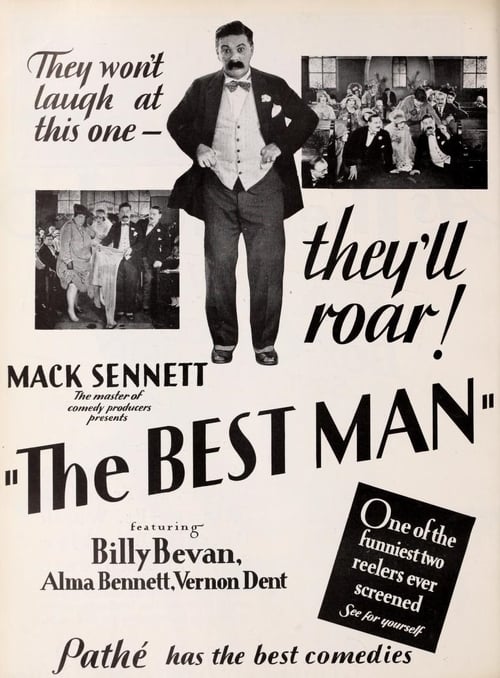 They won't
laugh at
this one —
they'll
roar!
MACK SENNETT
The master of
comedy producers
presents
"The BEST MAN"
featuring
Billy Bevan,
Alma Bennett, Vernon Dent
One of the
funniest two
reelers ever
screened
See for yourself
Pathé has the best comedies